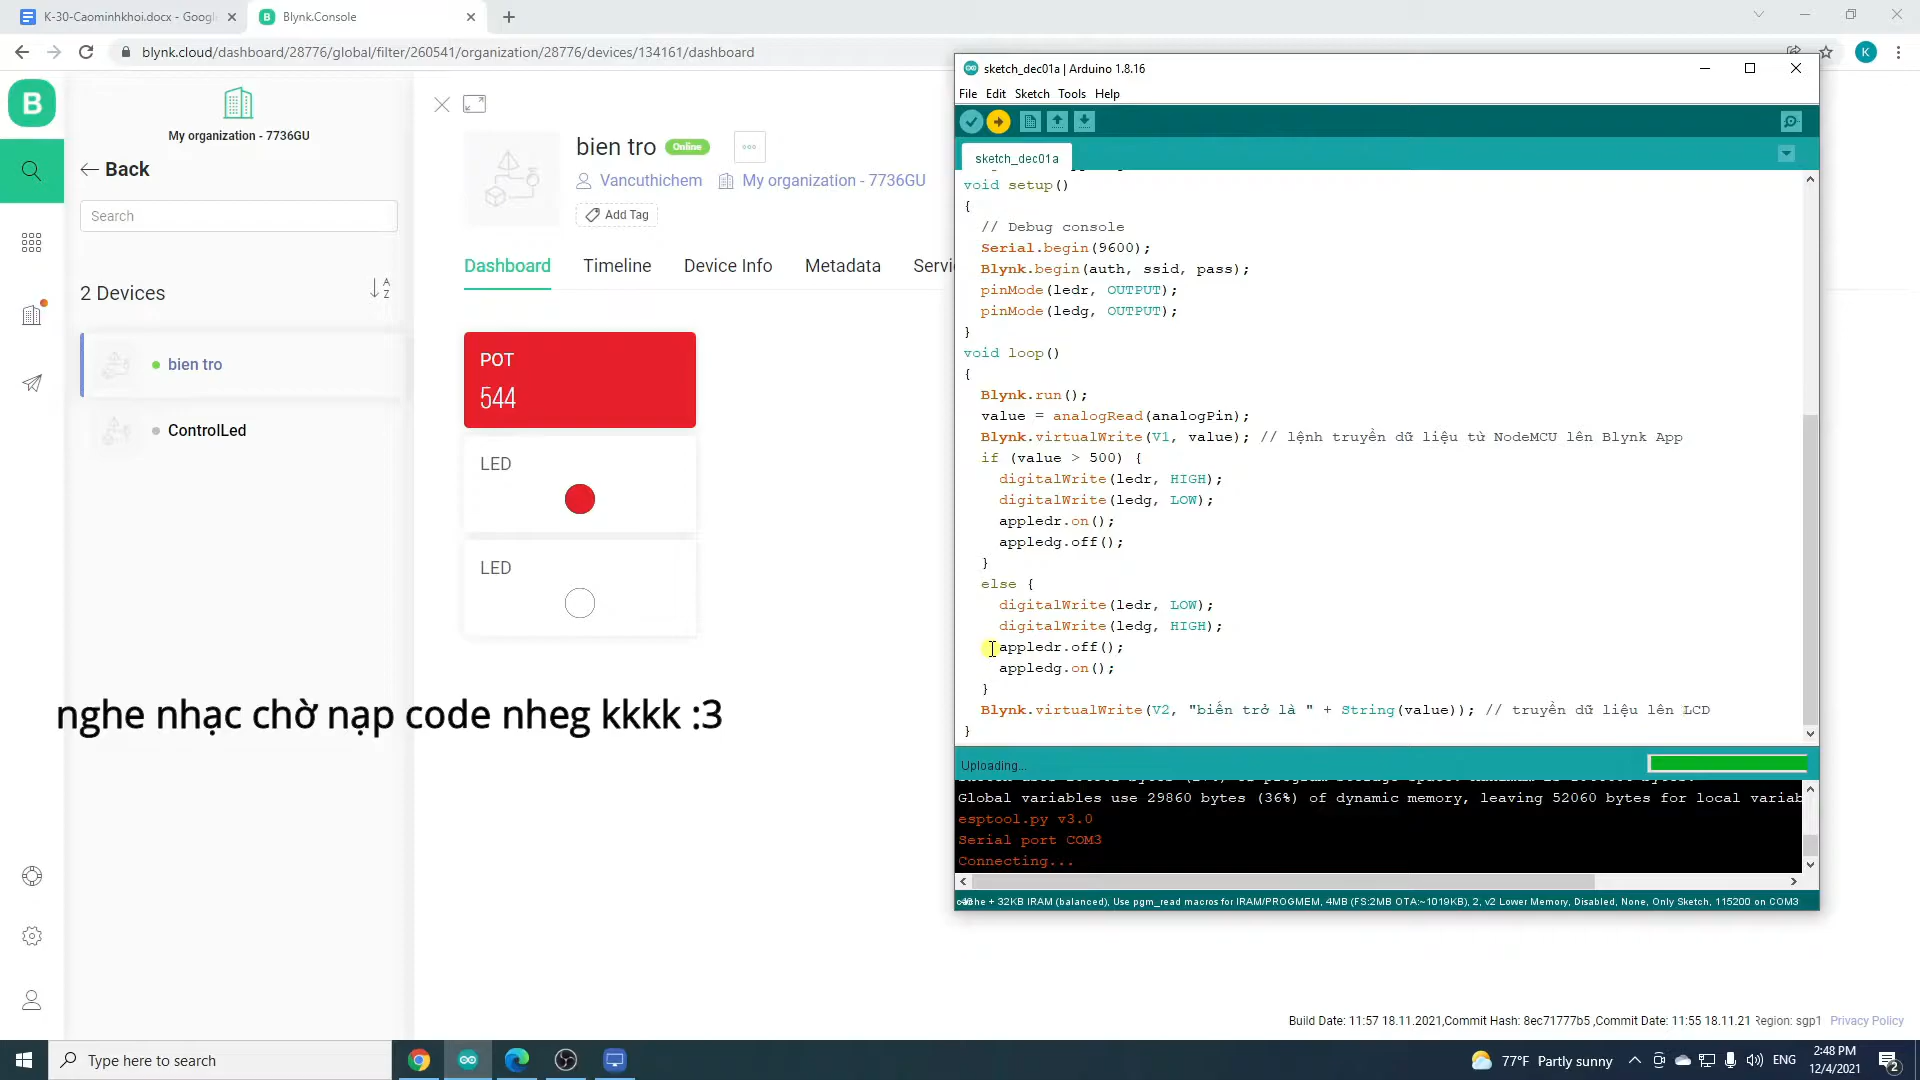 K-30-Caominhkhoi.docx - Googl
Blynk.Console
blynk.cloud/dashboard/28776/global/filter/260541/organization/28776/devices/134161/dashboard
K
B
My organization - 7736GU
Back
Search
2 Devices
A
Z
bien tro
ControlLed
bien tro
Online
Vancuthichem
My organization - 7736GU
Add Tag
Dashboard
Timeline
Device Info
Metadata
Servi
POT
544
LED
LED
nghe nhạc chờ nạp code nheg kkkk :3
sketch_dec01a | Arduino 1.8.16
File Edit Sketch Tools Help
sketch_dec01a
void setup()
{
// Debug console
Serial.begin(9600);
Blynk.begin(auth, ssid, pass);
pinMode(ledr, OUTPUT);
pinMode(ledg, OUTPUT);
}
void loop()
{
Blynk.run();
value = analogRead(analogPin);
Blynk.virtualWrite(V1, value); // lệnh truyền dữ liệu từ NodeMCU lên Blynk App
if (value > 500) {
digitalWrite(ledr, HIGH);
digitalWrite(ledg, LOW);
appledr.on();
appledg.off();
}
else {
digitalWrite(ledr, LOW);
digitalWrite(ledg, HIGH);
appledr.off();
appledg.on();
}
Blynk.virtualWrite(V2, "biến trở là " + String(value)); // truyền dữ liệu lên LCD
}
Uploading...
Global variables use 29860 bytes (36%) of dynamic memory, leaving 52060 bytes for local variab
esptool.py v3.0
Serial port COM3
Connecting...
che + 32KB IRAM (balanced), Use pgm_read macros for IRAM/PROGMEM, 4MB (FS:2MB OTA:~1019KB), 2, v2 Lower Memory, Disabled, None, Only Sketch, 115200 on COM3
Build Date: 11:57 18.11.2021,Commit Hash: 8ec71777b5 ,Commit Date: 11:55 18.11.21 Region: sgp1 Privacy Policy
Type here to search
77°F Partly sunny
ENG
2:48 PM
12/4/2021
2